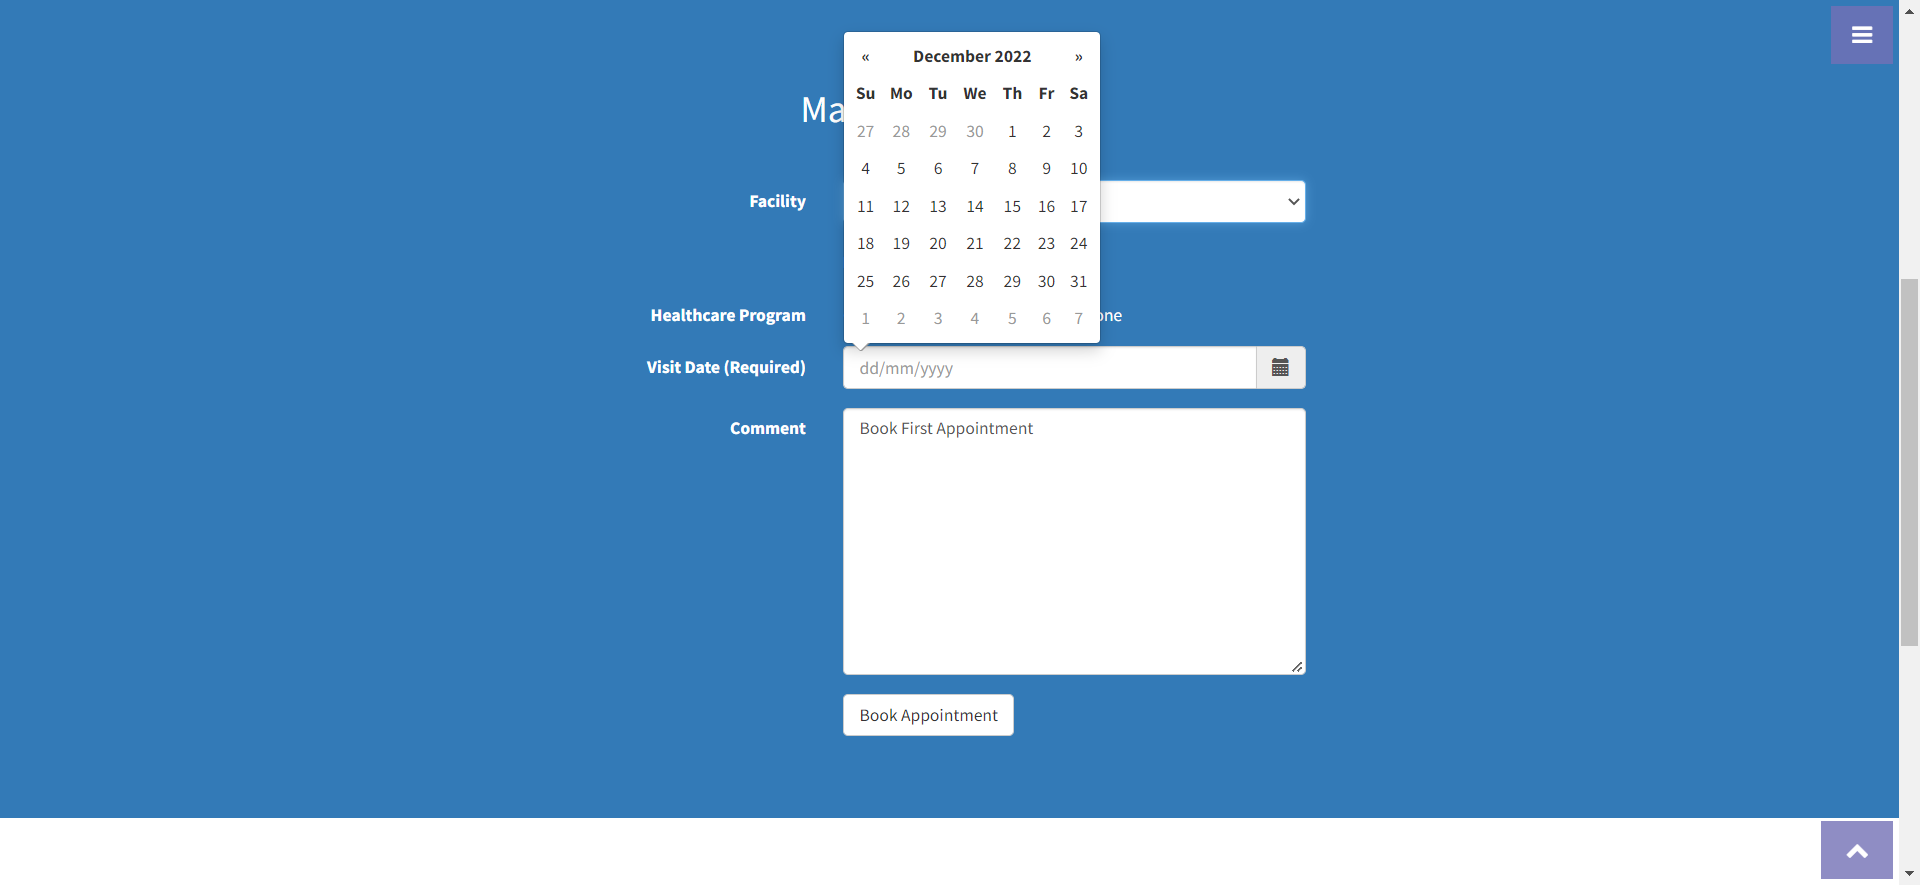 « December 2022 »
Su Mo Tu We Th Fr Sa
27 28 29 30 1 2 3
4 5 6 7 8 9 10
11 12 13 14 15 16 17
18 19 20 21 22 23 24
25 26 27 28 29 30 31
1 2 3 4 5 6 7
Ma
Facility
Healthcare Program
one
Visit Date (Required)
dd/mm/yyyy
Comment
Book First Appointment
Book Appointment